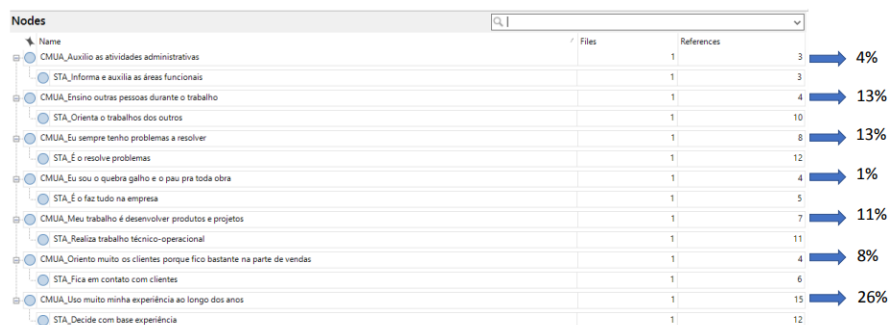 Nodes
Name Files References
CMUA_Auxilio as atividades administrativas 1 3 4%
STA_Informa e auxilia as áreas funcionais 1 3
CMUA_Ensino outras pessoas durante o trabalho 1 4 13%
STA_Orienta o trabalhos dos outros 1 10
CMUA_Eu sempre tenho problemas a resolver 1 8 13%
STA_É o resolve problemas 1 12
CMUA_Eu sou o quebra galho e o pau pra toda obra 1 4 1%
STA_É o faz tudo na empresa 1 5
CMUA_Meu trabalho é desenvolver produtos e projetos 1 7 11%
STA_Realiza trabalho técnico-operacional 1 11
CMUA_Oriento muito os clientes porque fico bastante na parte de vendas 1 4 8%
STA_Fica em contato com clientes 1 6
CMUA_Uso muito minha experiência ao longo dos anos 1 15 26%
STA_Decide com base experiência 1 12